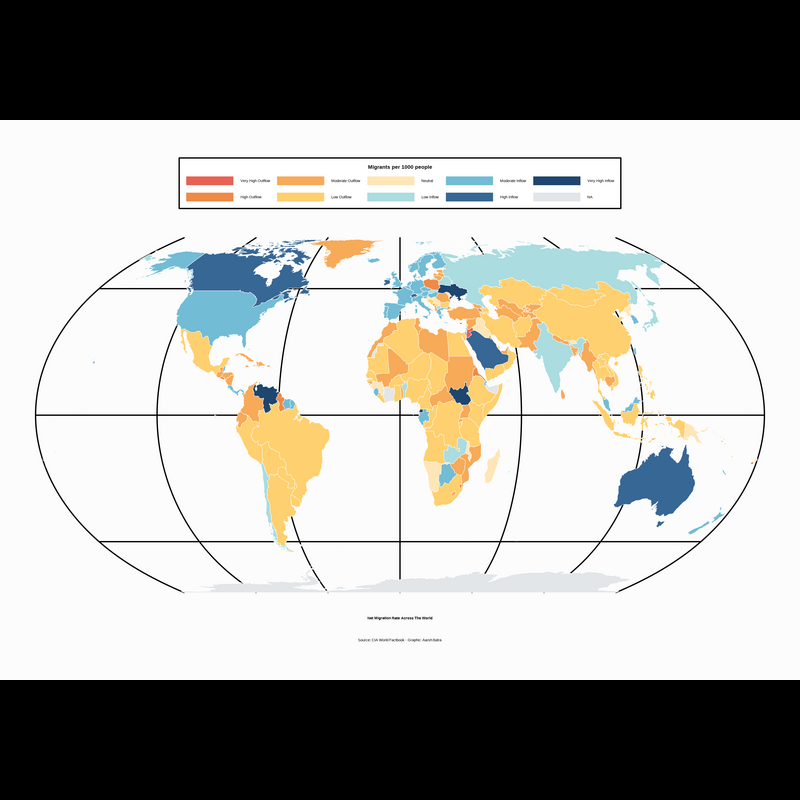 Migrants per 1000 people
Very High Outflow
Moderate Outflow
Neutral
Moderate Inflow
Very High Inflow
High Outflow
Low Outflow
Low Inflow
High Inflow
NA
Net Migration Rate Across The World
Source: CIA World Factbook - Graphic: Aarsh Batra